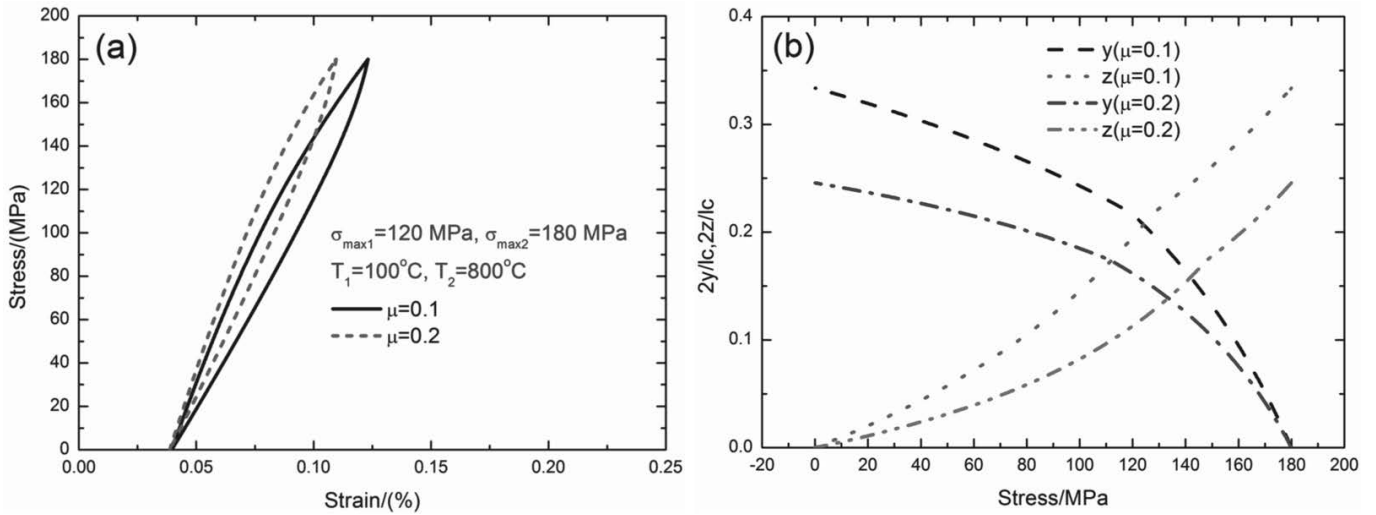 (a)
200
180
160
140
120
100
80
60
40
20
0
Stress/(MPa)
σmax1=120 MPa, σmax2=180 MPa
T1=100°C, T2=800°C
μ=0.1
μ=0.2
0.00 0.05 0.10 0.15 0.20 0.25
Strain/(%)
(b)
0.4
0.3
0.2
0.1
0.0
2y/lc,2z/lc
y(μ=0.1)
z(μ=0.1)
y(μ=0.2)
z(μ=0.2)
-20 0 20 40 60 80 100 120 140 160 180 200
Stress/MPa